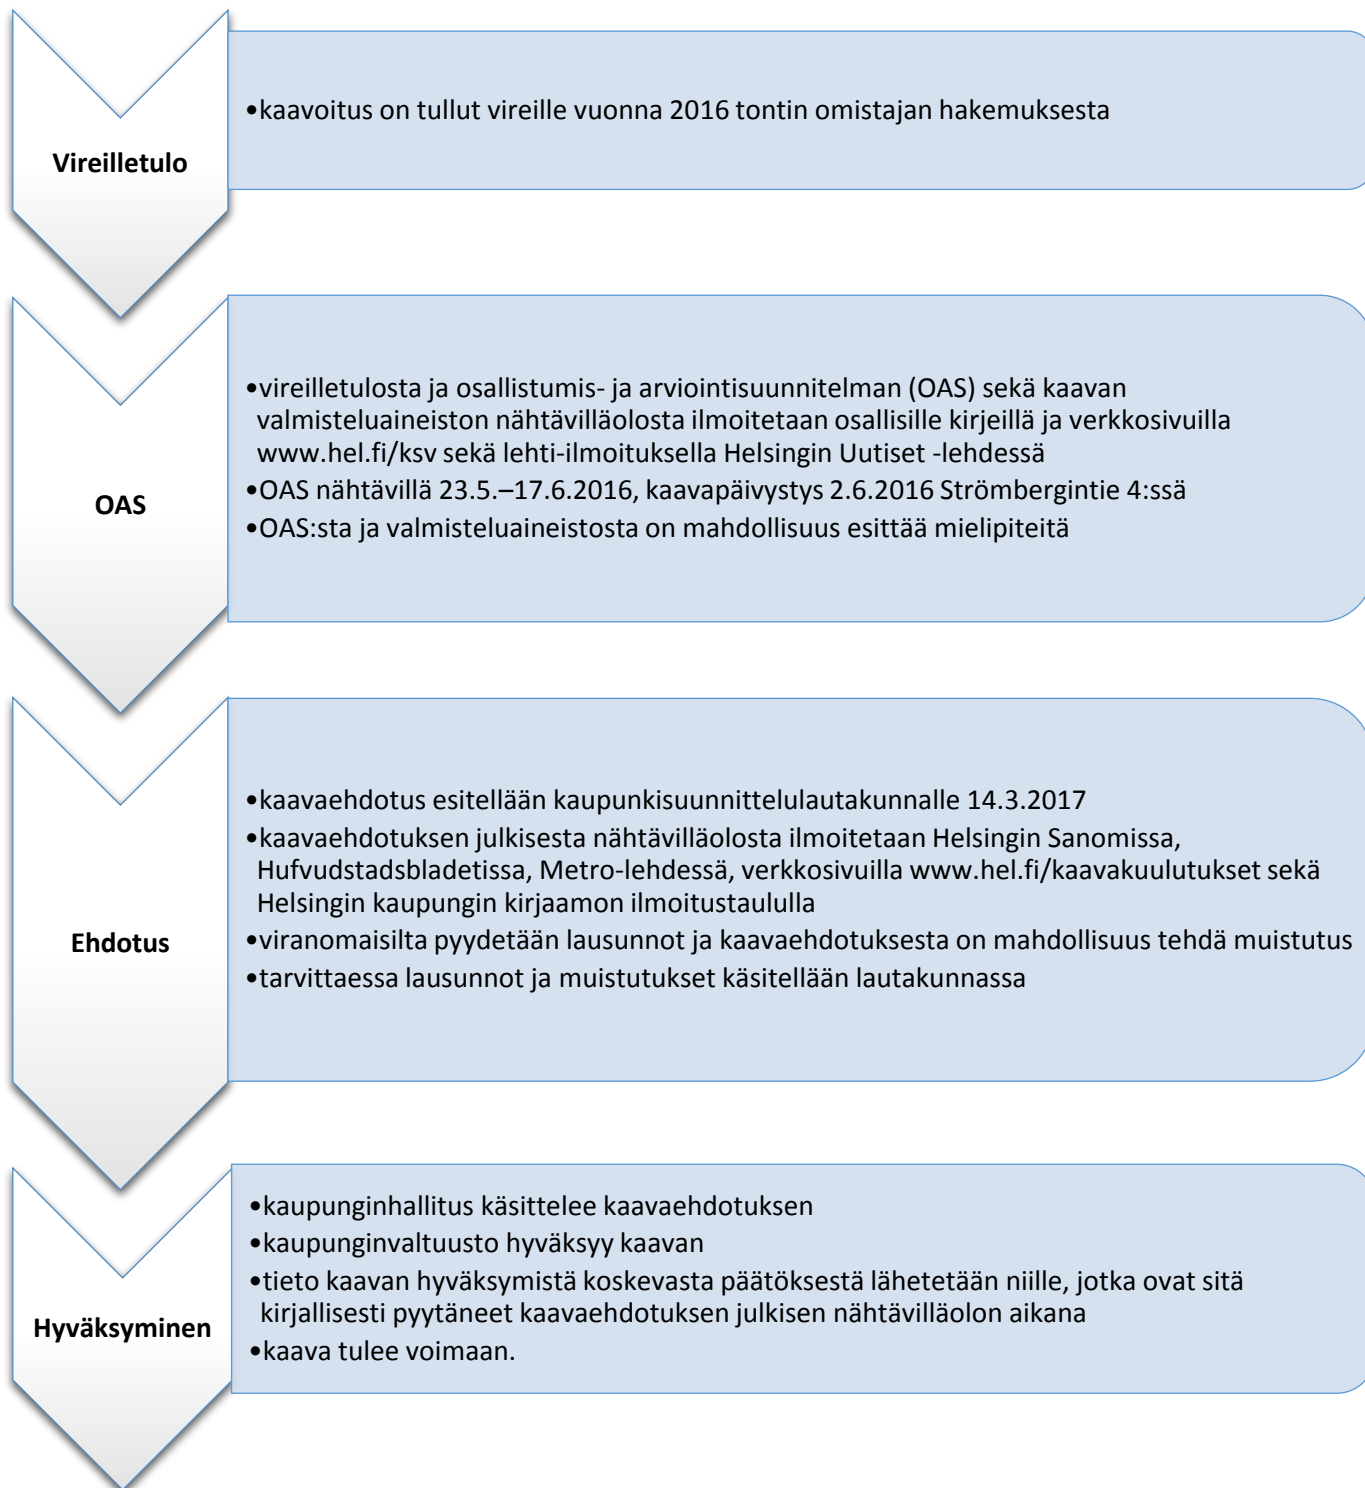 Vireilletulo
•kaavoitus on tullut vireille vuonna 2016 tontin omistajan hakemuksesta
OAS
•vireilletulosta ja osallistumis- ja arviointisuunnitelman (OAS) sekä kaavan
valmisteluaineiston nähtävilläolosta ilmoitetaan osallisille kirjeillä ja verkkosivuilla
www.hel.fi/ksv sekä lehti-ilmoituksella Helsingin Uutiset -lehdessä
•OAS nähtävillä 23.5.–17.6.2016, kaavapäivystys 2.6.2016 Strömbergintie 4:ssä
•OAS:sta ja valmisteluaineistosta on mahdollisuus esittää mielipiteitä
Ehdotus
•kaavaehdotus esitellään kaupunkisuunnittelulautakunnalle 14.3.2017
•kaavaehdotuksen julkisesta nähtävilläolosta ilmoitetaan Helsingin Sanomissa,
Hufvudstadsbladetissa, Metro-lehdessä, verkkosivuilla www.hel.fi/kaavakuulutukset sekä
Helsingin kaupungin kirjaamon ilmoitustaululla
•viranomaisilta pyydetään lausunnot ja kaavaehdotuksesta on mahdollisuus tehdä muistutus
•tarvittaessa lausunnot ja muistutukset käsitellään lautakunnassa
Hyväksyminen
•kaupunginhallitus käsittelee kaavaehdotuksen
•kaupunginvaltuusto hyväksyy kaavan
•tieto kaavan hyväksymistä koskevasta päätöksestä lähetetään niille, jotka ovat sitä
kirjallisesti pyytäneet kaavaehdotuksen julkisen nähtävilläolon aikana
•kaava tulee voimaan.